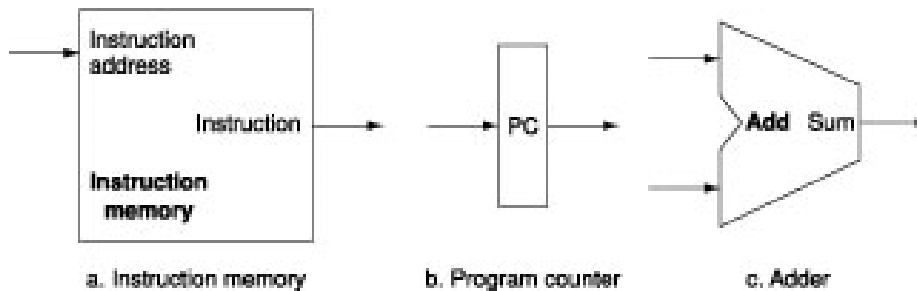 Instruction
address
Instruction
Instruction
memory
PC
Add Sum
a. Instruction memory
b. Program counter
c. Adder